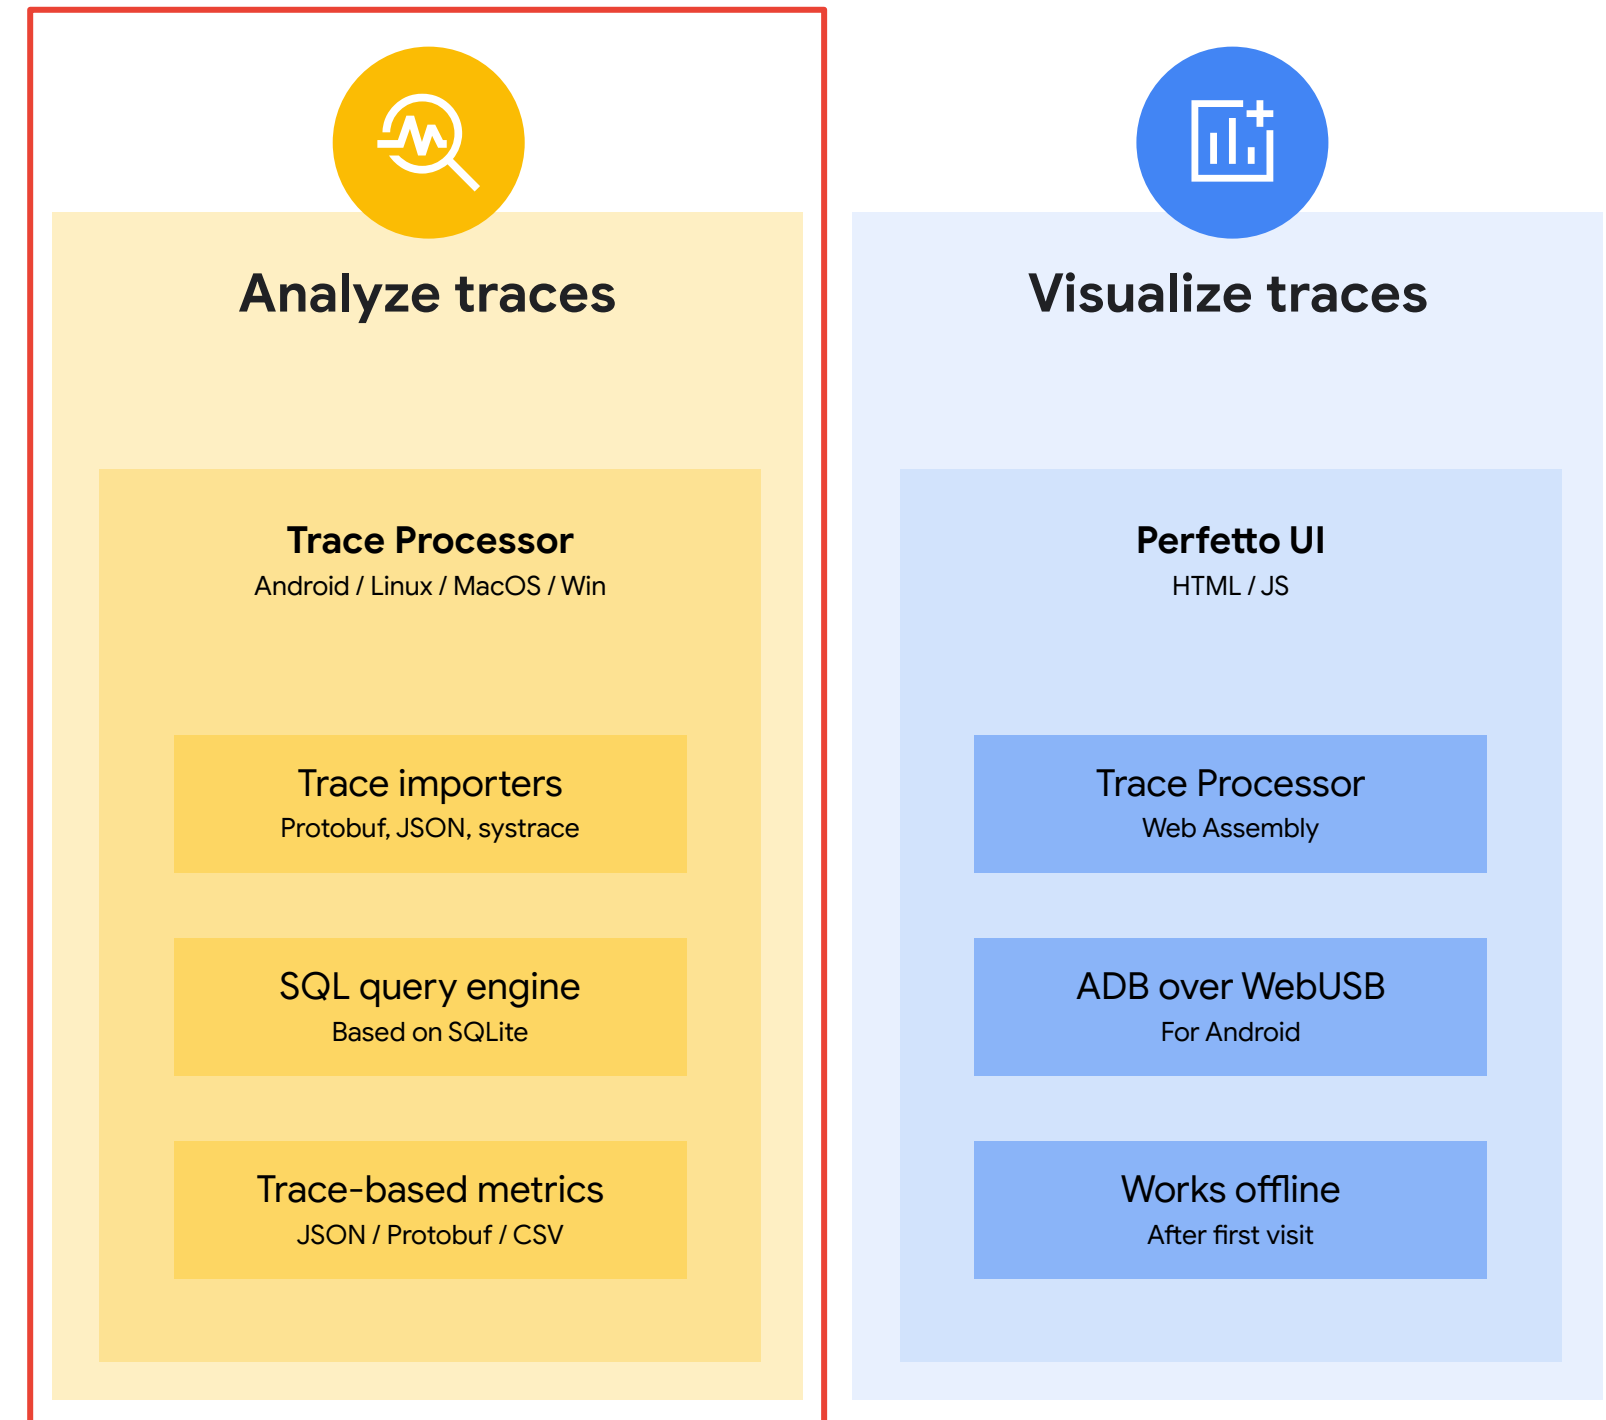 Analyze traces
Trace Processor
Android / Linux / MacOS / Win
Trace importers
Protobuf, JSON, systrace
SQL query engine
Based on SQLite
Trace-based metrics
JSON / Protobuf / CSV
Visualize traces
Perfetto UI
HTML / JS
Trace Processor
Web Assembly
ADB over WebUSB
For Android
Works offline
After first visit